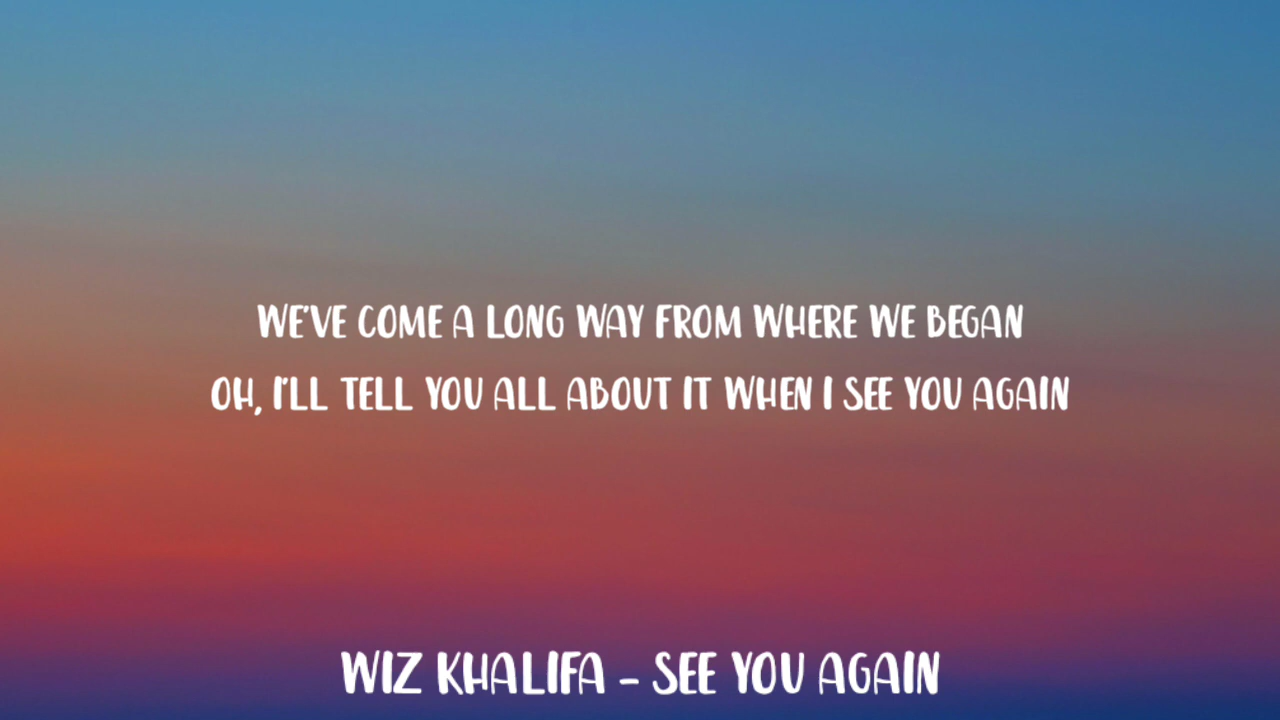 WE'VE COME A LONG WAY FROM WHERE WE BEGAN
OH, I'LL TELL YOU ALL ABOUT IT WHEN I SEE YOU AGAIN
WIZ KHALIFA - SEE YOU AGAIN